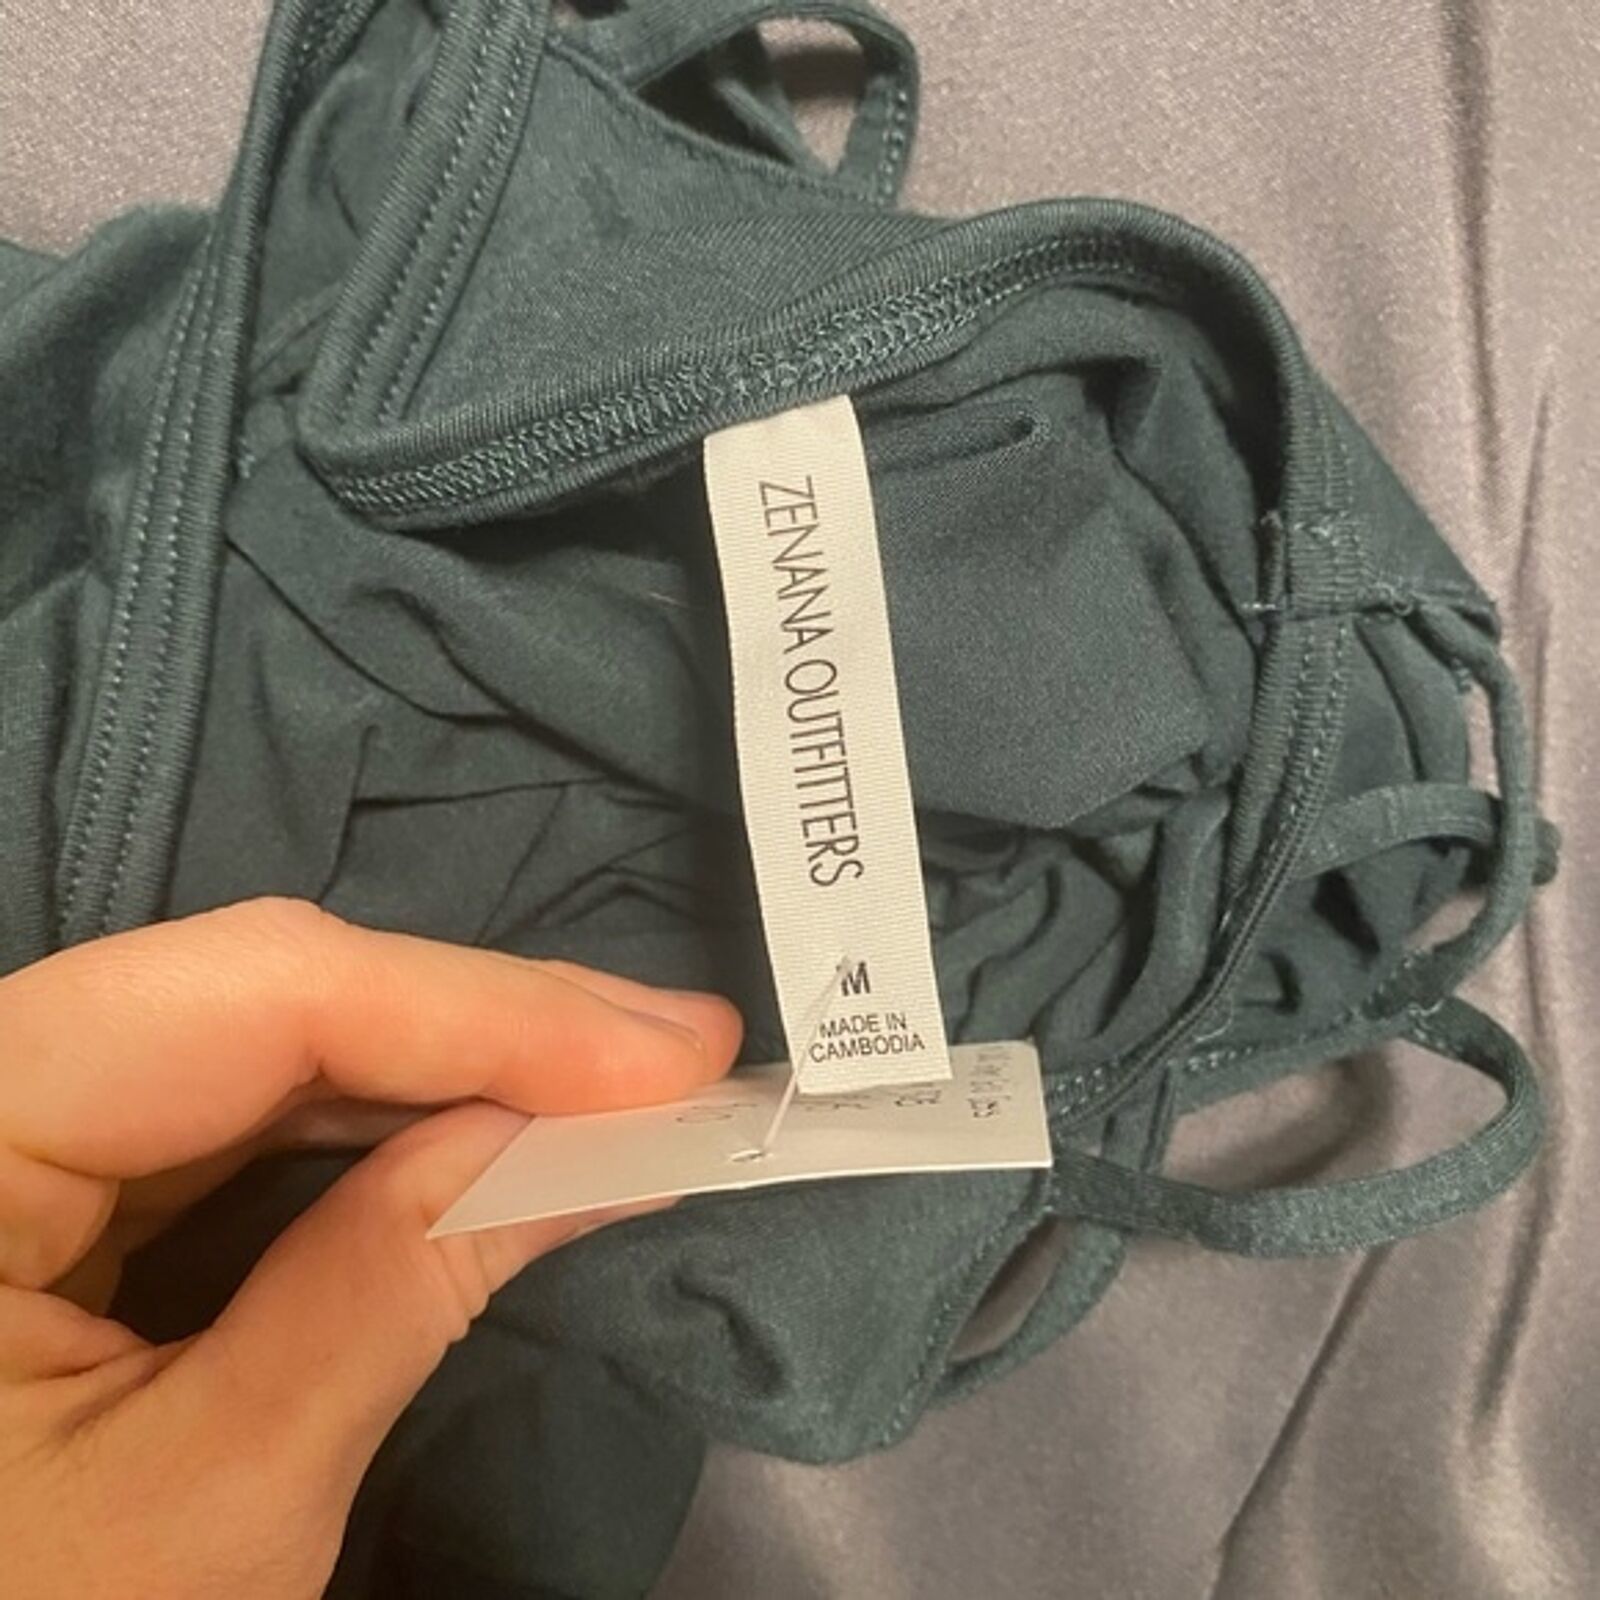 ZENANA OUTFITTERS
M
MADE IN
CAMBODIA